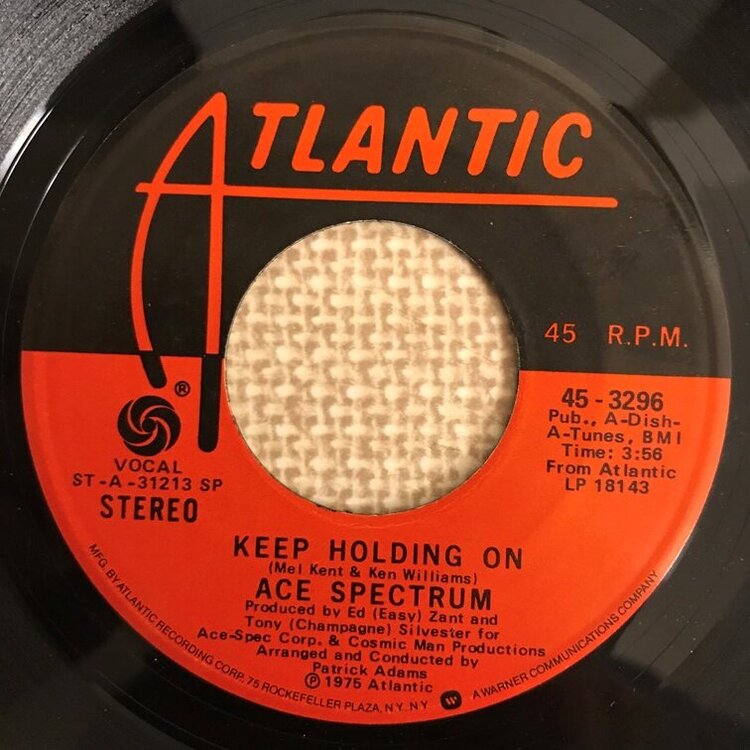 ATLANTIC
45 R.P.M.
®
VOCAL
ST-A-31213 SP
STEREO
45-3296
Pub., A-Dish-
A-Tunes, BMI
Time: 3:56
From Atlantic
LP 18143
KEEP HOLDING ON
(Mel Kent & Ken Williams)
ACE SPECTRUM
Produced by Ed (Easy) Zant and
Tony (Champagne) Silvester for
Ace-Spec Corp. & Cosmic Man Productions
Arranged and Conducted by
Patrick Adams
℗ 1975 Atlantic
MFG. BY ATLANTIC RECORDING CORP., 75 ROCKEFELLER PLAZA, N.Y. N.Y. W A WARNER COMMUNICATIONS COMPANY